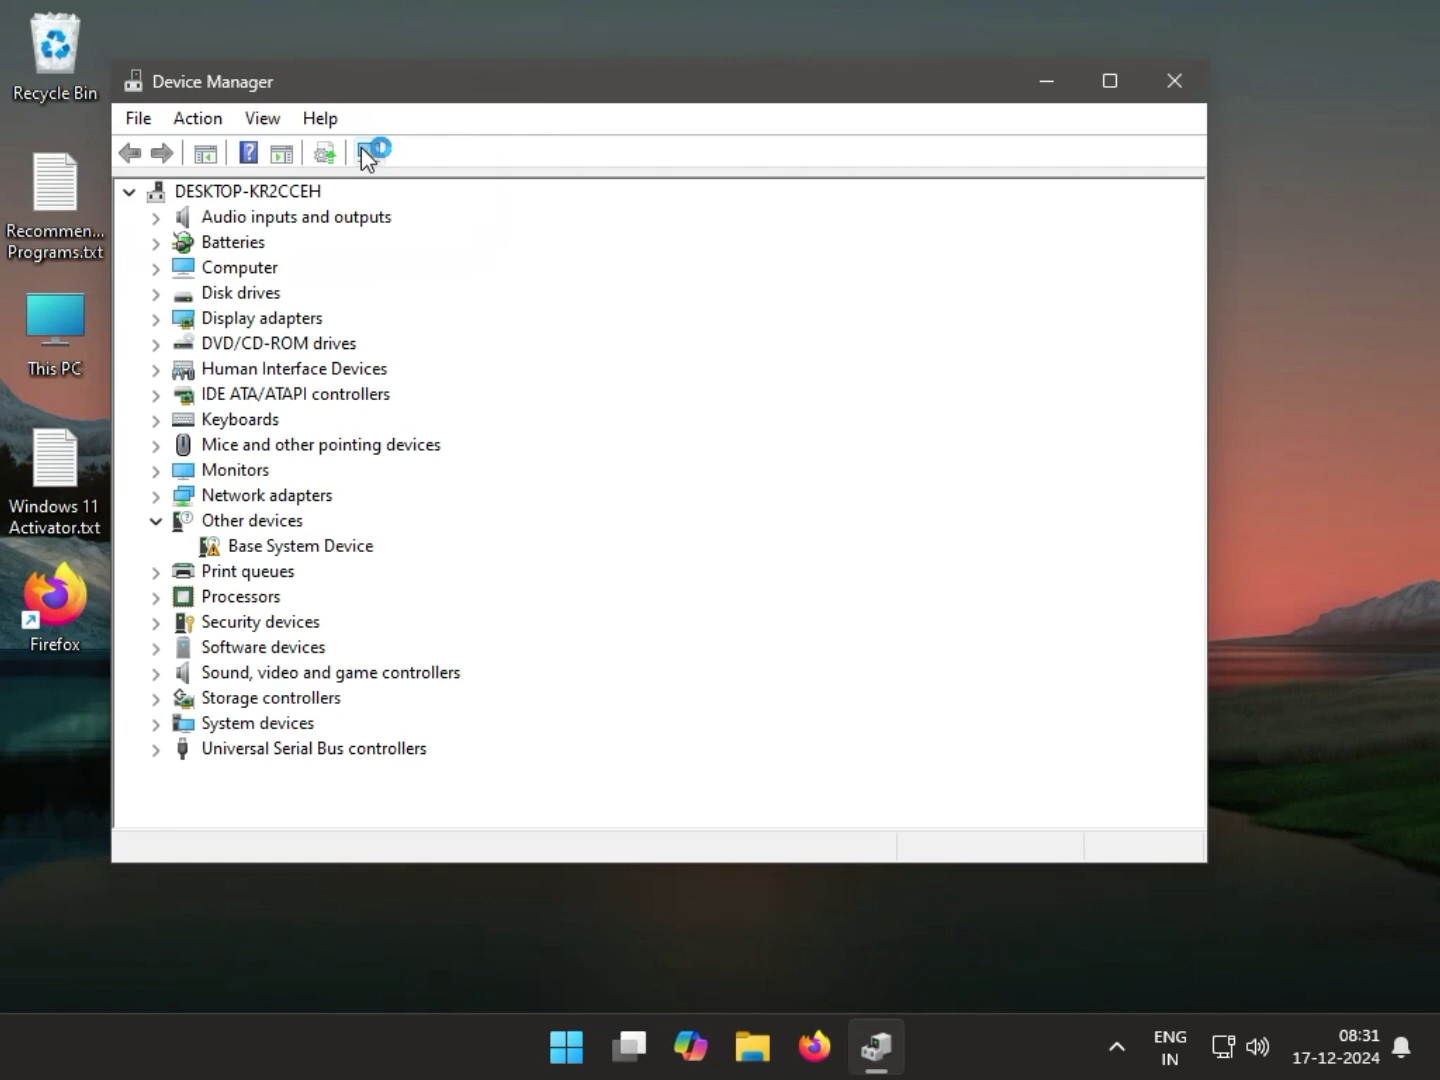 Recycle Bin
Recommen...
Programs.txt
This PC
Windows 11
Activator.txt
Firefox
Device Manager
File Action View Help
DESKTOP-KR2CCEH
Audio inputs and outputs
Batteries
Computer
Disk drives
Display adapters
DVD/CD-ROM drives
Human Interface Devices
IDE ATA/ATAPI controllers
Keyboards
Mice and other pointing devices
Monitors
Network adapters
Other devices
Base System Device
Print queues
Processors
Security devices
Software devices
Sound, video and game controllers
Storage controllers
System devices
Universal Serial Bus controllers
ENG
IN
08:31
17-12-2024